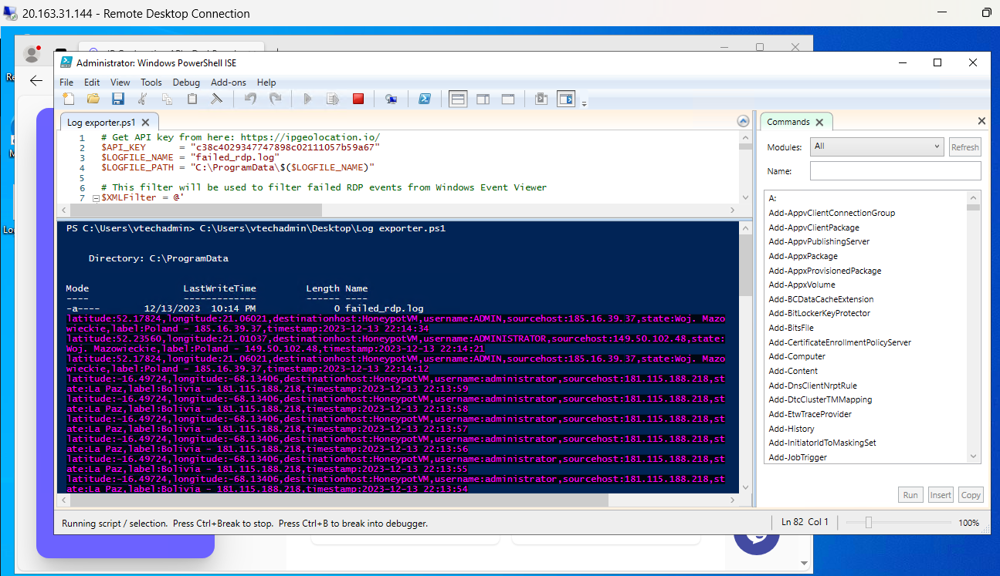 20.163.31.144 - Remote Desktop Connection
Administrator: Windows PowerShell ISE
File Edit View Tools Debug Add-ons Help
Log exporter.ps1
1 # Get API key from here: https://ipgeolocation.io/
2 $API_KEY = "c38c4029347747898c02111057b59a67"
3 $LOGFILE_NAME = "failed_rdp.log"
4 $LOGFILE_PATH = "C:\ProgramData\$($LOGFILE_NAME)"
5
6 # This filter will be used to filter failed RDP events from Windows Event Viewer
7 $XMLFilter = @'
PS C:\Users\vtechadmin> C:\Users\vtechadmin\Desktop\Log exporter.ps1
Directory: C:\ProgramData
Mode LastWriteTime Length Name
---- ------------- ------ ----
-a---- 12/13/2023 10:14 PM 0 failed_rdp.log
latitude:52.17824,longitude:21.06021,destinationhost:HoneypotVM,username:ADMIN,sourcehost:185.16.39.37,state:Woj. Mazo
wieckie,label:Poland - 185.16.39.37,timestamp:2023-12-13 22:14:34
latitude:52.23560,longitude:21.01037,destinationhost:HoneypotVM,username:ADMINISTRATOR,sourcehost:149.50.102.48,state:
Woj. Mazowieckie,label:Poland - 149.50.102.48,timestamp:2023-12-13 22:14:21
latitude:52.17824,longitude:21.06021,destinationhost:HoneypotVM,username:ADMIN,sourcehost:185.16.39.37,state:Woj. Mazo
wieckie,label:Poland - 185.16.39.37,timestamp:2023-12-13 22:14:12
latitude:-16.49724,longitude:-68.13406,destinationhost:HoneypotVM,username:administrator,sourcehost:181.115.188.218,st
ate:La Paz,label:Bolivia - 181.115.188.218,timestamp:2023-12-13 22:13:59
latitude:-16.49724,longitude:-68.13406,destinationhost:HoneypotVM,username:administrator,sourcehost:181.115.188.218,st
ate:La Paz,label:Bolivia - 181.115.188.218,timestamp:2023-12-13 22:13:58
latitude:-16.49724,longitude:-68.13406,destinationhost:HoneypotVM,username:administrator,sourcehost:181.115.188.218,st
ate:La Paz,label:Bolivia - 181.115.188.218,timestamp:2023-12-13 22:13:57
latitude:-16.49724,longitude:-68.13406,destinationhost:HoneypotVM,username:administrator,sourcehost:181.115.188.218,st
ate:La Paz,label:Bolivia - 181.115.188.218,timestamp:2023-12-13 22:13:56
latitude:-16.49724,longitude:-68.13406,destinationhost:HoneypotVM,username:administrator,sourcehost:181.115.188.218,st
ate:La Paz,label:Bolivia - 181.115.188.218,timestamp:2023-12-13 22:13:55
latitude:-16.49724,longitude:-68.13406,destinationhost:HoneypotVM,username:administrator,sourcehost:181.115.188.218,st
ate:La Paz,label:Bolivia - 181.115.188.218,timestamp:2023-12-13 22:13:54
Commands
Modules: All Refresh
Name:
A:
Add-AppvClientConnectionGroup
Add-AppvClientPackage
Add-AppvPublishingServer
Add-AppxPackage
Add-AppxProvisionedPackage
Add-AppxVolume
Add-BCDataCacheExtension
Add-BitLockerKeyProtector
Add-BitsFile
Add-CertificateEnrollmentPolicyServer
Add-Computer
Add-Content
Add-DnsClientNrptRule
Add-DtcClusterTMMapping
Add-EtwTraceProvider
Add-History
Add-InitiatorIdToMaskingSet
Add-JobTrigger
Run Insert Copy
Running script / selection. Press Ctrl+Break to stop. Press Ctrl+B to break into debugger.
Ln 82 Col 1
100%